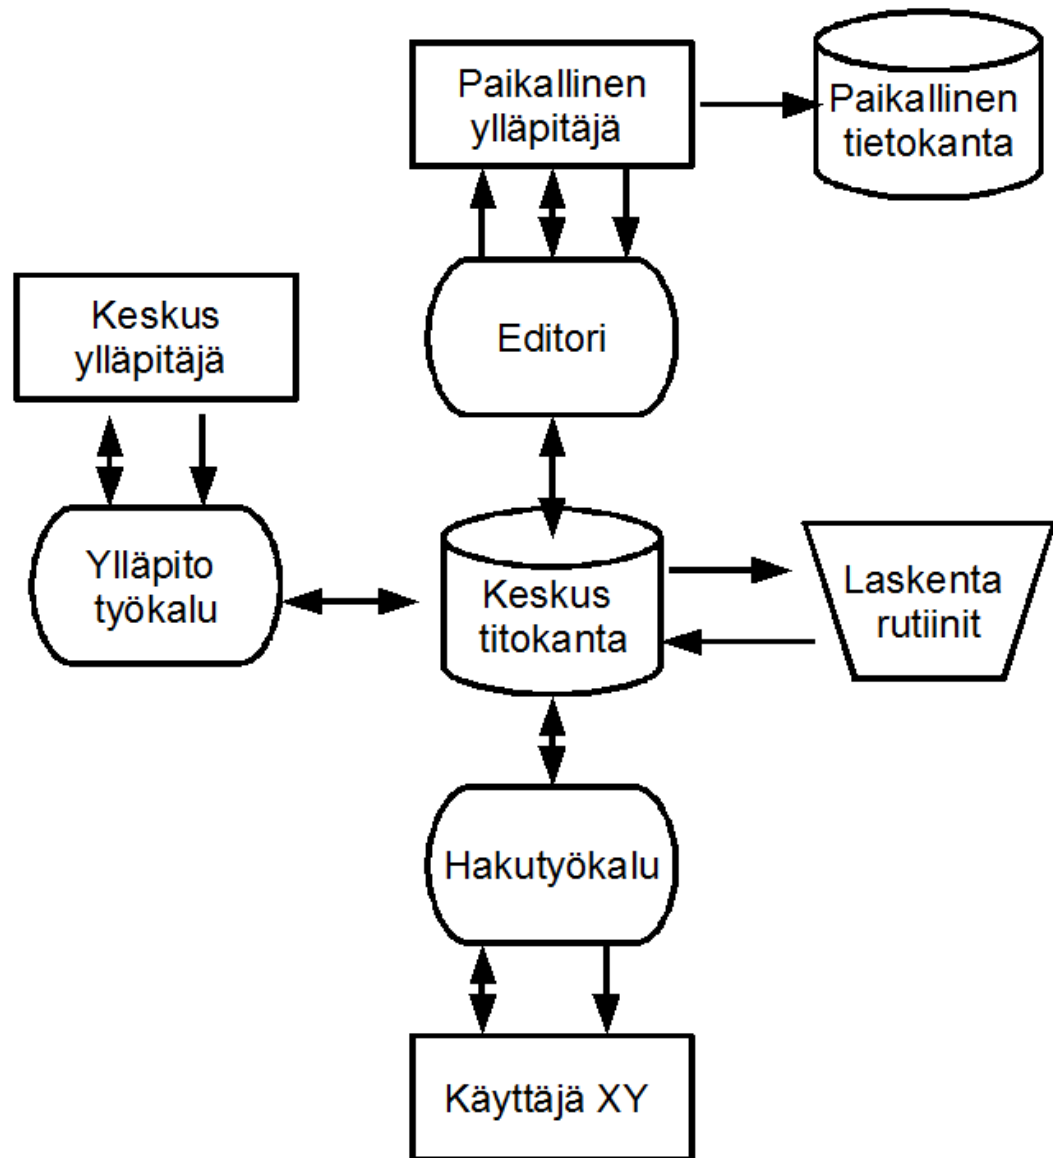 Paikallinen
ylläpitäjä
Paikallinen
tietokanta
Keskus
ylläpitäjä
Editori
Ylläpito
työkalu
Keskus
titokanta
Laskenta
rutiinit
Hakutyökalu
Käyttäjä XY